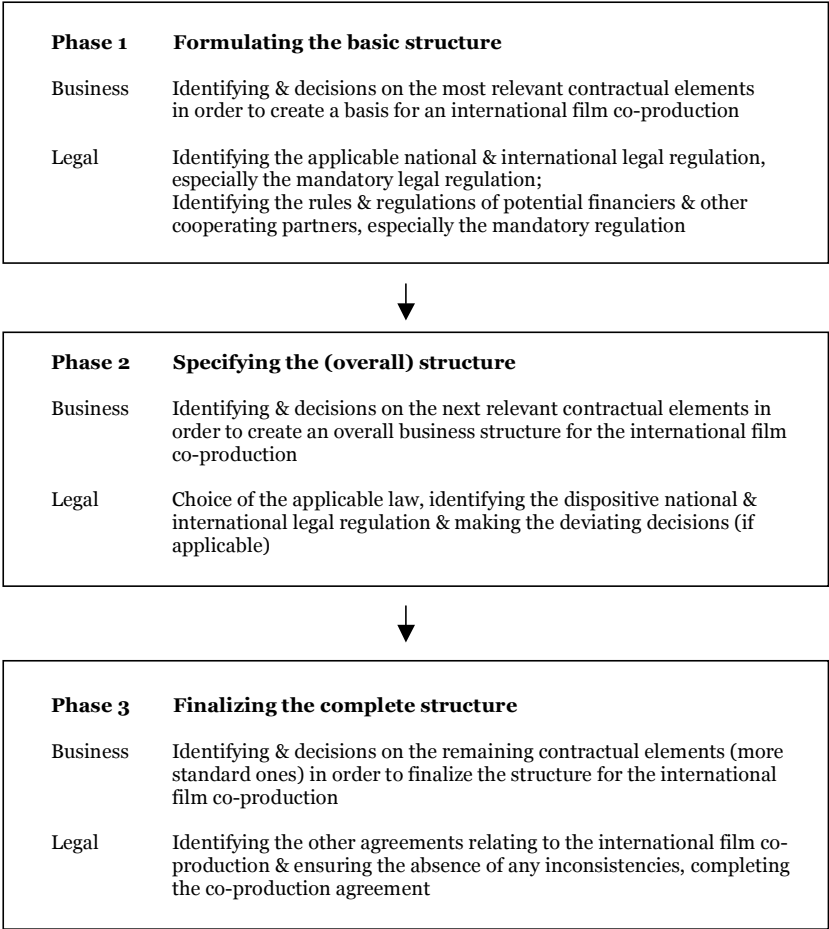 Phase 1 Formulating the basic structure
Business Identifying & decisions on the most relevant contractual elements
in order to create a basis for an international film co-production
Legal Identifying the applicable national & international legal regulation,
especially the mandatory legal regulation;
Identifying the rules & regulations of potential financiers & other
cooperating partners, especially the mandatory regulation
Phase 2 Specifying the (overall) structure
Business Identifying & decisions on the next relevant contractual elements in
order to create an overall business structure for the international film
co-production
Legal Choice of the applicable law, identifying the dispositive national &
international legal regulation & making the deviating decisions (if
applicable)
Phase 3 Finalizing the complete structure
Business Identifying & decisions on the remaining contractual elements (more
standard ones) in order to finalize the structure for the international
film co-production
Legal Identifying the other agreements relating to the international film co-
production & ensuring the absence of any inconsistencies, completing
the co-production agreement